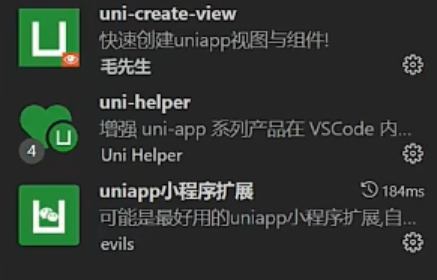 uni-create-view
快速创建uniapp视图与组件!
毛先生
uni-helper
增强 uni-app 系列产品在 VSCode 内...
4
Uni Helper
uniapp小程序扩展 184ms
可能是最好用的uniapp小程序扩展,自...
evils